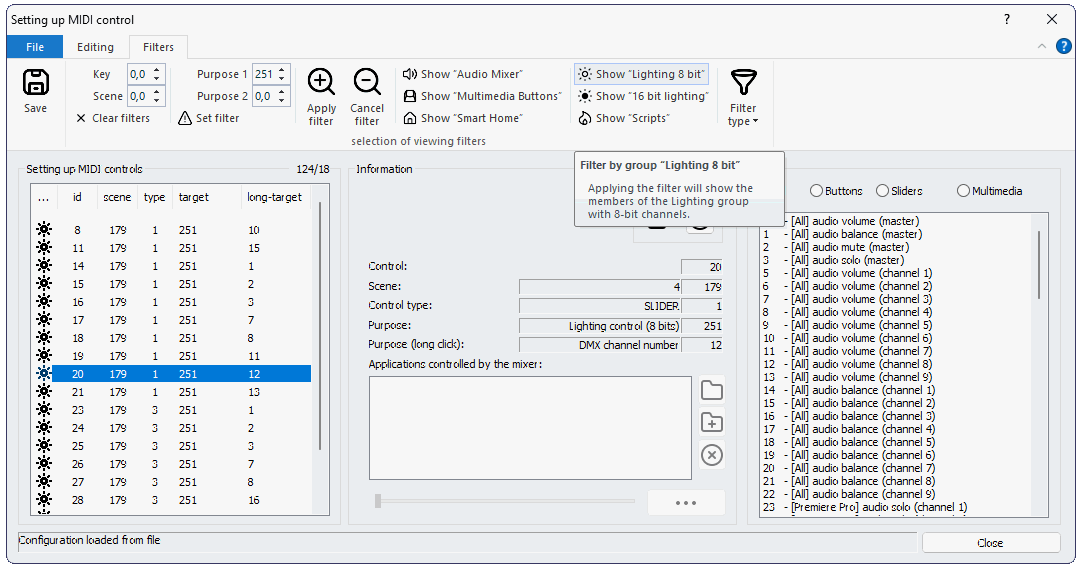 Setting up MIDI control
?
File Editing Filters
?
Save
Key 0,0
Scene 0,0
Clear filters
Purpose 1 251
Purpose 2 0,0
Set filter
Apply filter
Cancel filter
Show "Audio Mixer"
Show "Multimedia Buttons"
Show "Smart Home"
Show "Lighting 8 bit"
Show "16 bit lighting"
Show "Scripts"
Filter type
selection of viewing filters
Filter by group "Lighting 8 bit"
Applying the filter will show the
members of the Lighting group
with 8-bit channels.
Setting up MIDI controls 124/18
... id scene type target long-target
8 179 1 251 10
11 179 1 251 15
14 179 1 251 1
15 179 1 251 2
16 179 1 251 3
17 179 1 251 7
18 179 1 251 8
19 179 1 251 11
20 179 1 251 12
21 179 1 251 13
23 179 3 251 1
24 179 3 251 2
25 179 3 251 3
26 179 3 251 7
27 179 3 251 8
28 179 3 251 16
Information
Control: 20
Scene: 4 179
Control type: SLIDER 1
Purpose: Lighting control (8 bits) 251
Purpose (long click): DMX channel number 12
Applications controlled by the mixer:
...
Buttons Sliders Multimedia
- [All] audio volume (master)
1 - [All] audio balance (master)
2 - [All] audio mute (master)
3 - [All] audio solo (master)
5 - [All] audio volume (channel 1)
6 - [All] audio volume (channel 2)
7 - [All] audio volume (channel 3)
8 - [All] audio volume (channel 4)
9 - [All] audio volume (channel 5)
10 - [All] audio volume (channel 6)
11 - [All] audio volume (channel 7)
12 - [All] audio volume (channel 8)
13 - [All] audio volume (channel 9)
14 - [All] audio balance (channel 1)
15 - [All] audio balance (channel 2)
16 - [All] audio balance (channel 3)
17 - [All] audio balance (channel 4)
18 - [All] audio balance (channel 5)
19 - [All] audio balance (channel 6)
20 - [All] audio balance (channel 7)
21 - [All] audio balance (channel 8)
22 - [All] audio balance (channel 9)
23 - [Premiere Pro] audio solo (channel 1)
Configuration loaded from file
Close